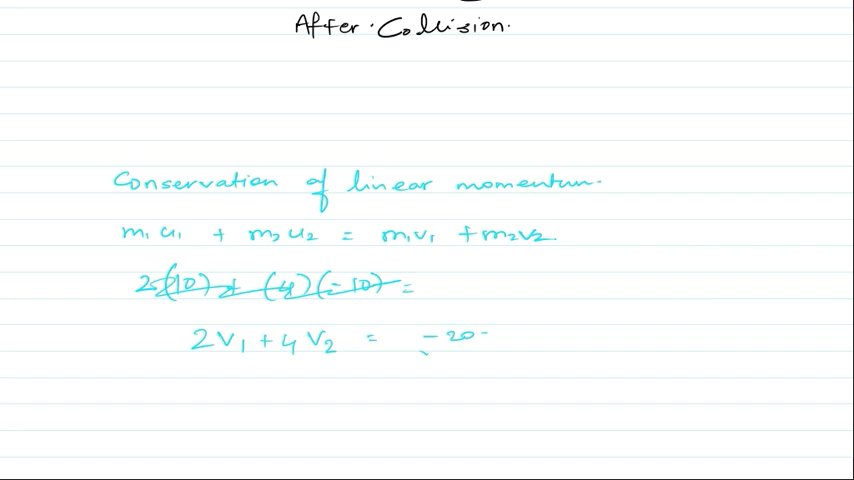 After Collision.
Conservation of linear momentum.
m₁u₁ + m₂u₂ = m₁v₁ + m₂v₂.
2(10) + (4)(-10) =
2V₁ + 4V₂ = -20